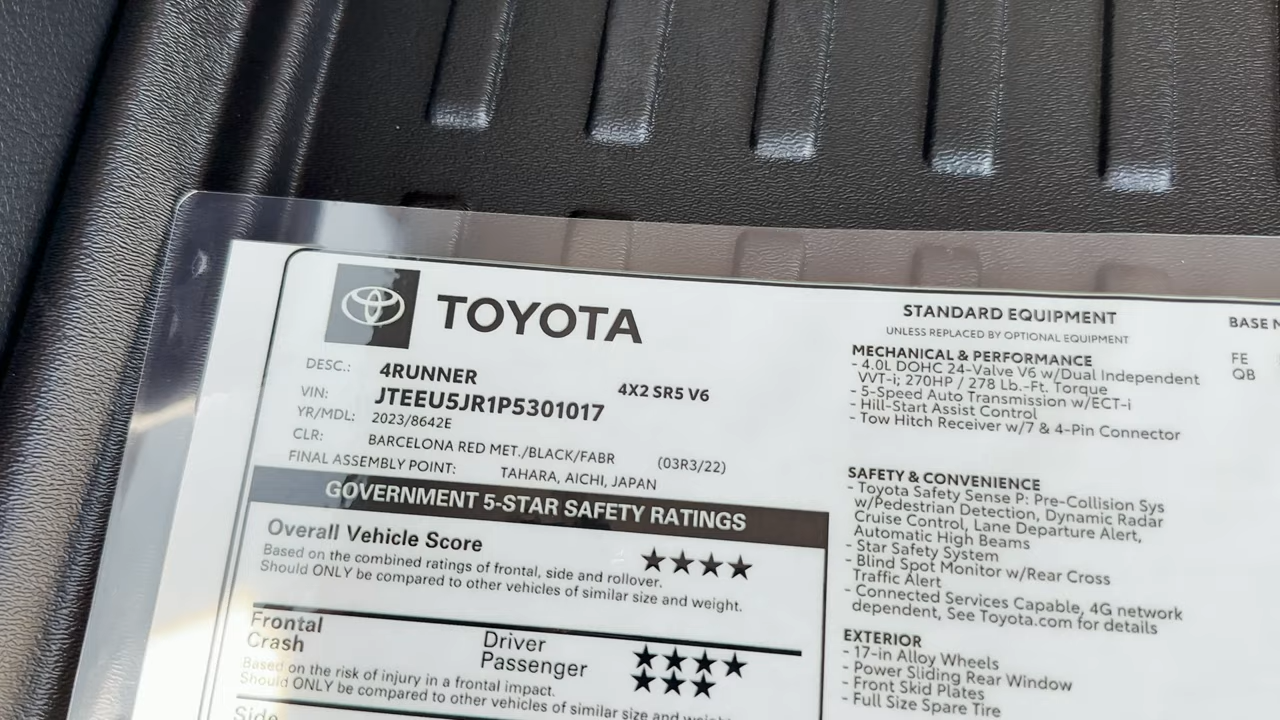 TOYOTA
DESC.: 4RUNNER 4X2 SR5 V6
VIN: JTEEU5JR1P5301017
YR/MDL: 2023/8642E
CLR: BARCELONA RED MET./BLACK/FABR (03R3/22)
FINAL ASSEMBLY POINT: TAHARA, AICHI, JAPAN
GOVERNMENT 5-STAR SAFETY RATINGS
Overall Vehicle Score ★★★★
Based on the combined ratings of frontal, side and rollover.
Should ONLY be compared to other vehicles of similar size and weight.
Frontal Driver ★★★★
Crash Passenger ★★★
Based on the risk of injury in a frontal impact.
Should ONLY be compared to other vehicles of similar size and weight.
Side
STANDARD EQUIPMENT
UNLESS REPLACED BY OPTIONAL EQUIPMENT
MECHANICAL & PERFORMANCE
- 4.0L DOHC 24-Valve V6 w/Dual Independent
VVT-i; 270HP / 278 Lb.-Ft. Torque
- 5-Speed Auto Transmission w/ECT-i
- Hill-Start Assist Control
- Tow Hitch Receiver w/7 & 4-Pin Connector
SAFETY & CONVENIENCE
- Toyota Safety Sense P: Pre-Collision Sys
w/Pedestrian Detection, Dynamic Radar
Cruise Control, Lane Departure Alert,
Automatic High Beams
- Star Safety System
- Blind Spot Monitor w/Rear Cross
Traffic Alert
- Connected Services Capable, 4G network
dependent, See Toyota.com for details
EXTERIOR
- 17-in Alloy Wheels
- Power Sliding Rear Window
- Front Skid Plates
- Full Size Spare Tire
BASE
FE
QB